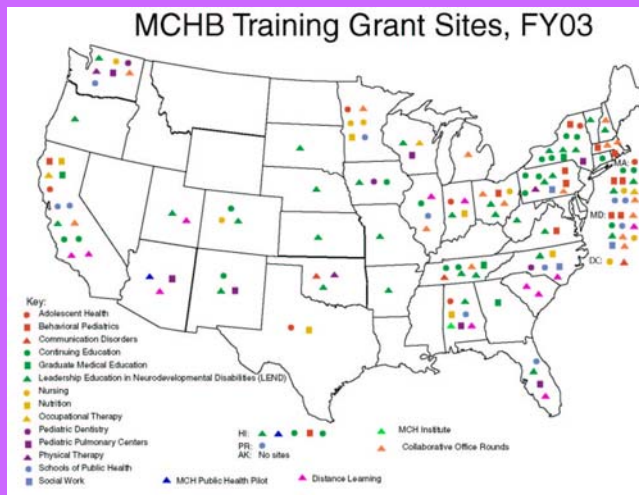 MCHB Training Grant Sites, FY03
MA:
MD:
DC:
Key:
Adolescent Health
Behavioral Pediatrics
Communication Disorders
Continuing Education
Graduate Medical Education
Leadership Education in Neurodevelopmental Disabilities (LEND)
Nursing
Nutrition
Occupational Therapy
Pediatric Dentistry
Pediatric Pulmonary Centers
Physical Therapy
Schools of Public Health
Social Work
MCH Public Health Pilot
Distance Learning
HI:
PR:
AK: No sites
MCH Institute
Collaborative Office Rounds